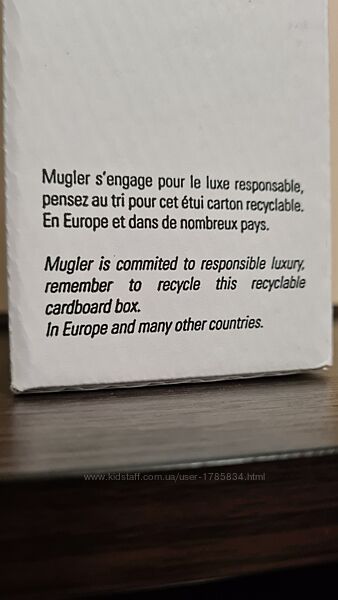 Mugler s'engage pour le luxe responsable,
pensez au tri pour cet étui carton recyclable.
En Europe et dans de nombreux pays.
Mugler is commited to responsible luxury,
remember to recycle this recyclable
cardboard box.
In Europe and many other countries.
www.kidstaff.com.ua/user-1785834.html